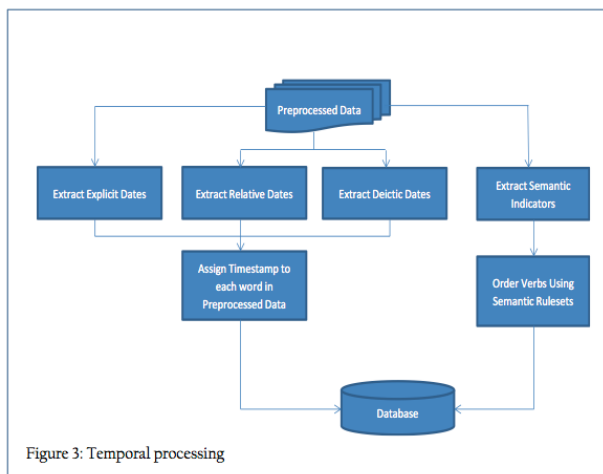 Preprocessed Data
Extract Explicit Dates
Extract Relative Dates
Extract Deictic Dates
Extract Semantic
Indicators
Assign Timestamp to
each word in
Preprocessed Data
Order Verbs Using
Semantic Rulesets
Database
Figure 3: Temporal processing